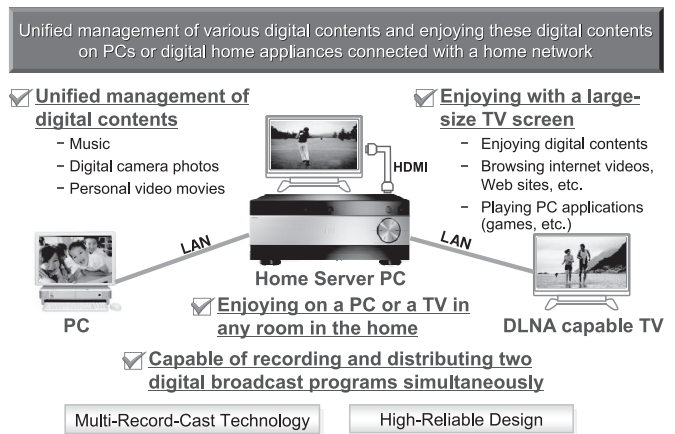 Unified management of various digital contents and enjoying these digital contents
on PCs or digital home appliances connected with a home network
Unified management of
digital contents
− Music
− Digital camera photos
− Personal video movies
Enjoying with a large-
size TV screen
− Enjoying digital contents
− Browsing internet videos,
Web sites, etc.
− Playing PC applications
(games, etc.)
HDMI
LAN
LAN
Home Server PC
PC
DLNA capable TV
Enjoying on a PC or a TV in
any room in the home
Capable of recording and distributing two
digital broadcast programs simultaneously
Multi-Record-Cast Technology
High-Reliable Design